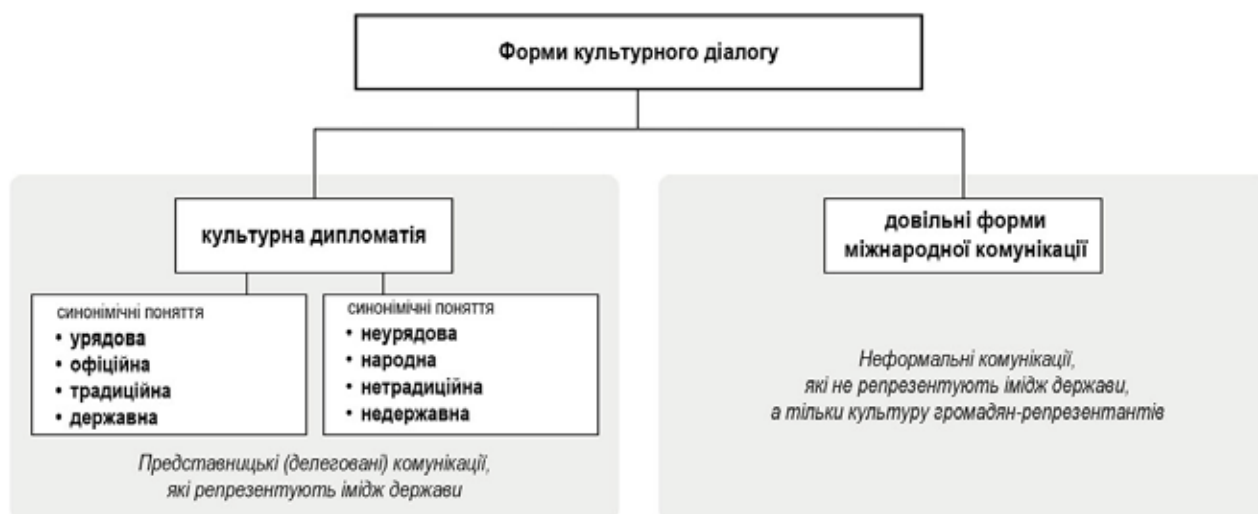 Форми культурного діалогу
культурна дипломатія
синонімічні поняття
• урядова
• офіційна
• традиційна
• державна
синонімічні поняття
• неурядова
• народна
• нетрадиційна
• недержавна
Представницькі (делеговані) комунікації,
які репрезентують імідж держави
довільні форми
міжнародної комунікації
Неформальні комунікації,
які не репрезентують імідж держави,
а тільки культуру громадян-репрезентантів